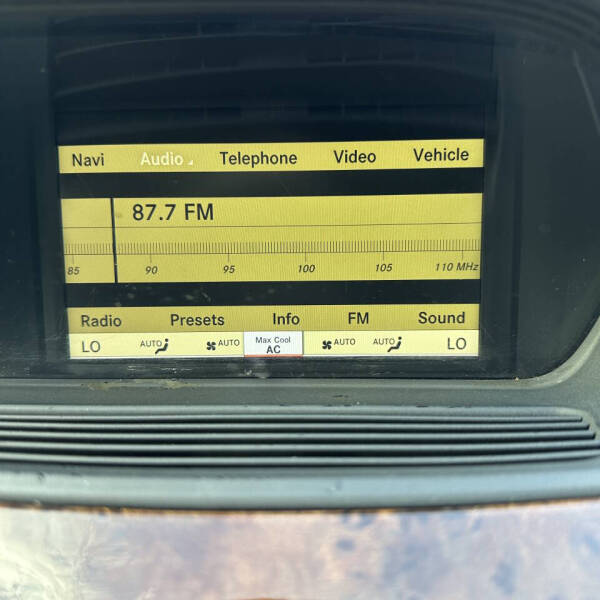 Navi Audio Telephone Video Vehicle
87.7 FM
85 90 95 100 105 110 MHz
Radio Presets Info FM Sound
LO AUTO AUTO Max Cool AUTO AUTO LO
AC